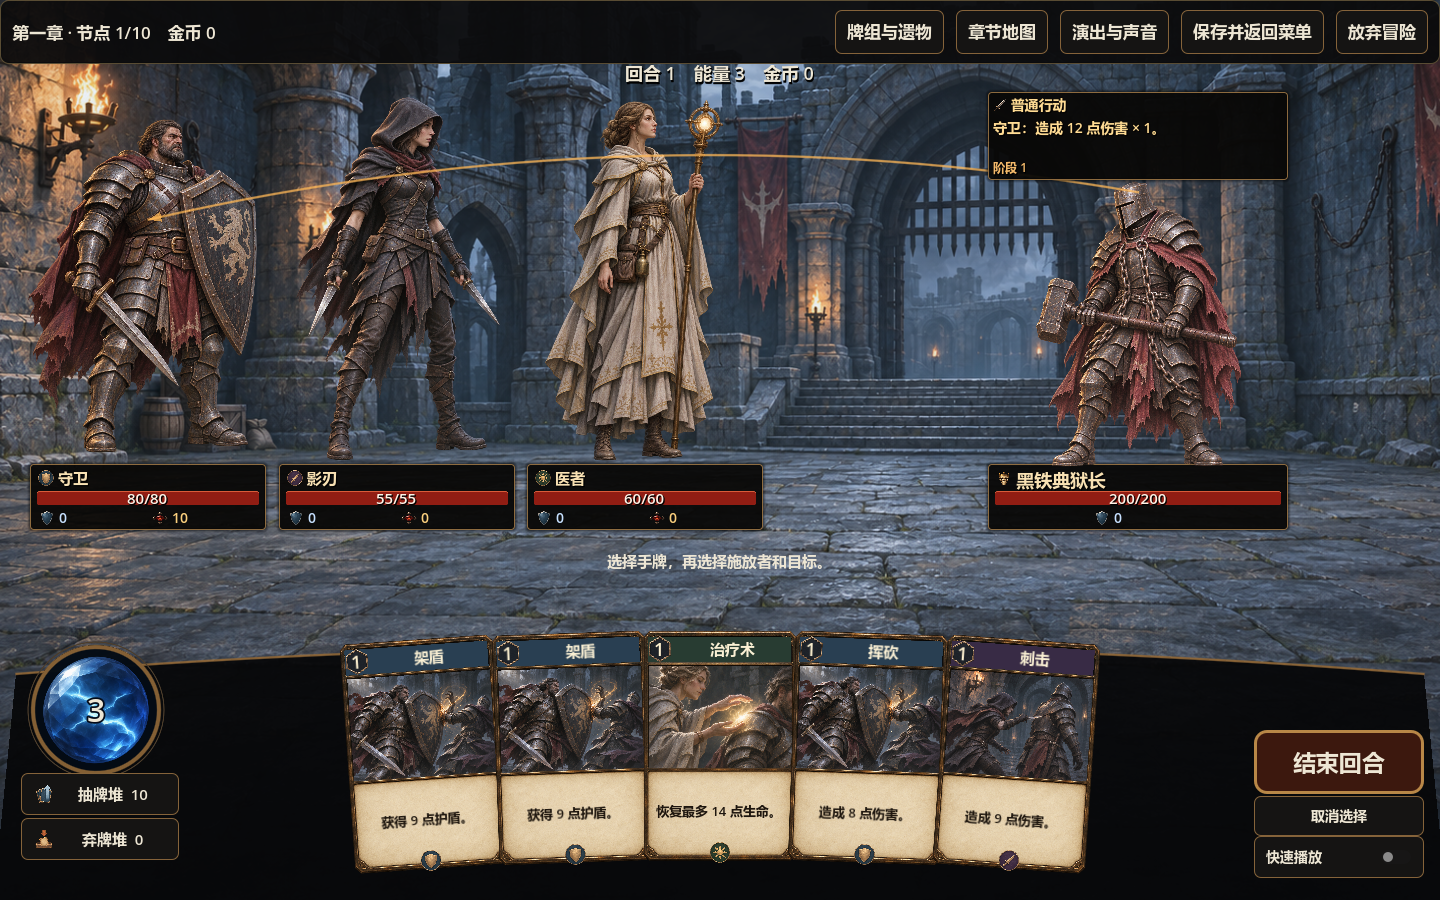 第一章 · 节点 1/10 金币 0
牌组与遗物
章节地图
演出与声音
保存并返回菜单
放弃冒险
回合 1 能量 3 金币 0
普通行动
守卫：造成 12 点伤害 × 1。
阶段 1
守卫
80/80
0
10
影刃
55/55
0
0
医者
60/60
0
0
黑铁典狱长
200/200
0
选择手牌，再选择施放者和目标。
3
抽牌堆 10
弃牌堆 0
1
架盾
获得 9 点护盾。
1
架盾
获得 9 点护盾。
1
治疗术
恢复最多 14 点生命。
1
挥砍
造成 8 点伤害。
1
刺击
造成 9 点伤害。
结束回合
取消选择
快速播放